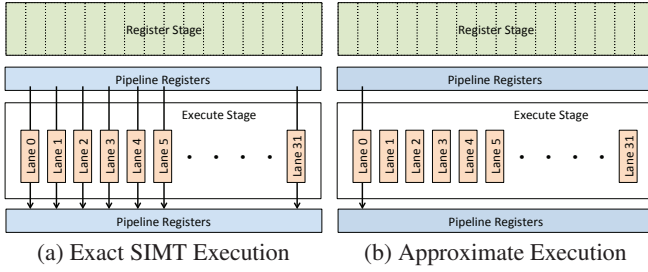 Register Stage
Pipeline Registers
Execute Stage
Lane 0
Lane 1
Lane 2
Lane 3
Lane 4
Lane 5
Lane 31
Pipeline Registers
(a) Exact SIMT Execution
Register Stage
Pipeline Registers
Execute Stage
Lane 0
Lane 1
Lane 2
Lane 3
Lane 4
Lane 5
Lane 31
Pipeline Registers
(b) Approximate Execution